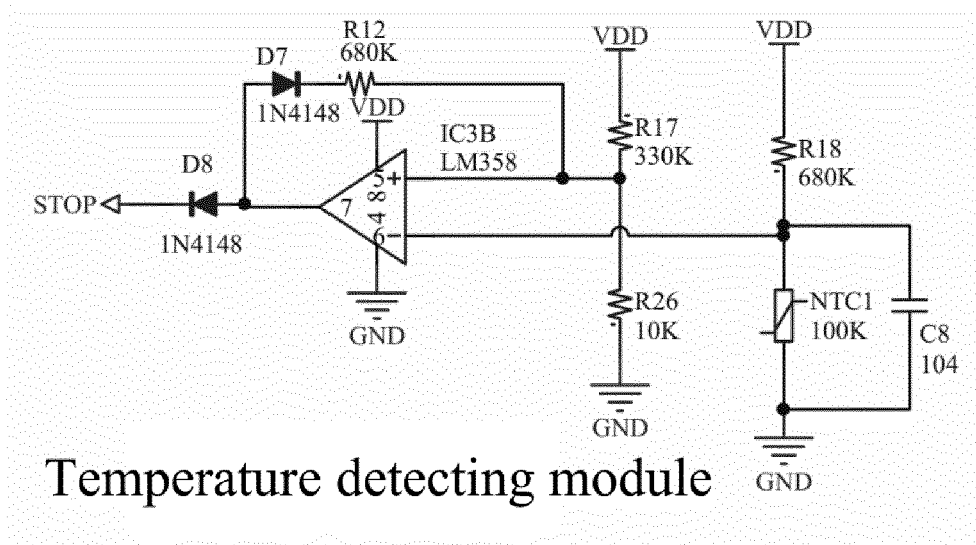 R12
680K
D7
1N4148
VDD
IC3B
LM358
VDD
R17
330K
VDD
R18
680K
D8
1N4148
STOP
7
5+
8
4
6-
GND
R26
10K
GND
NTC1
100K
C8
104
GND
Temperature detecting module